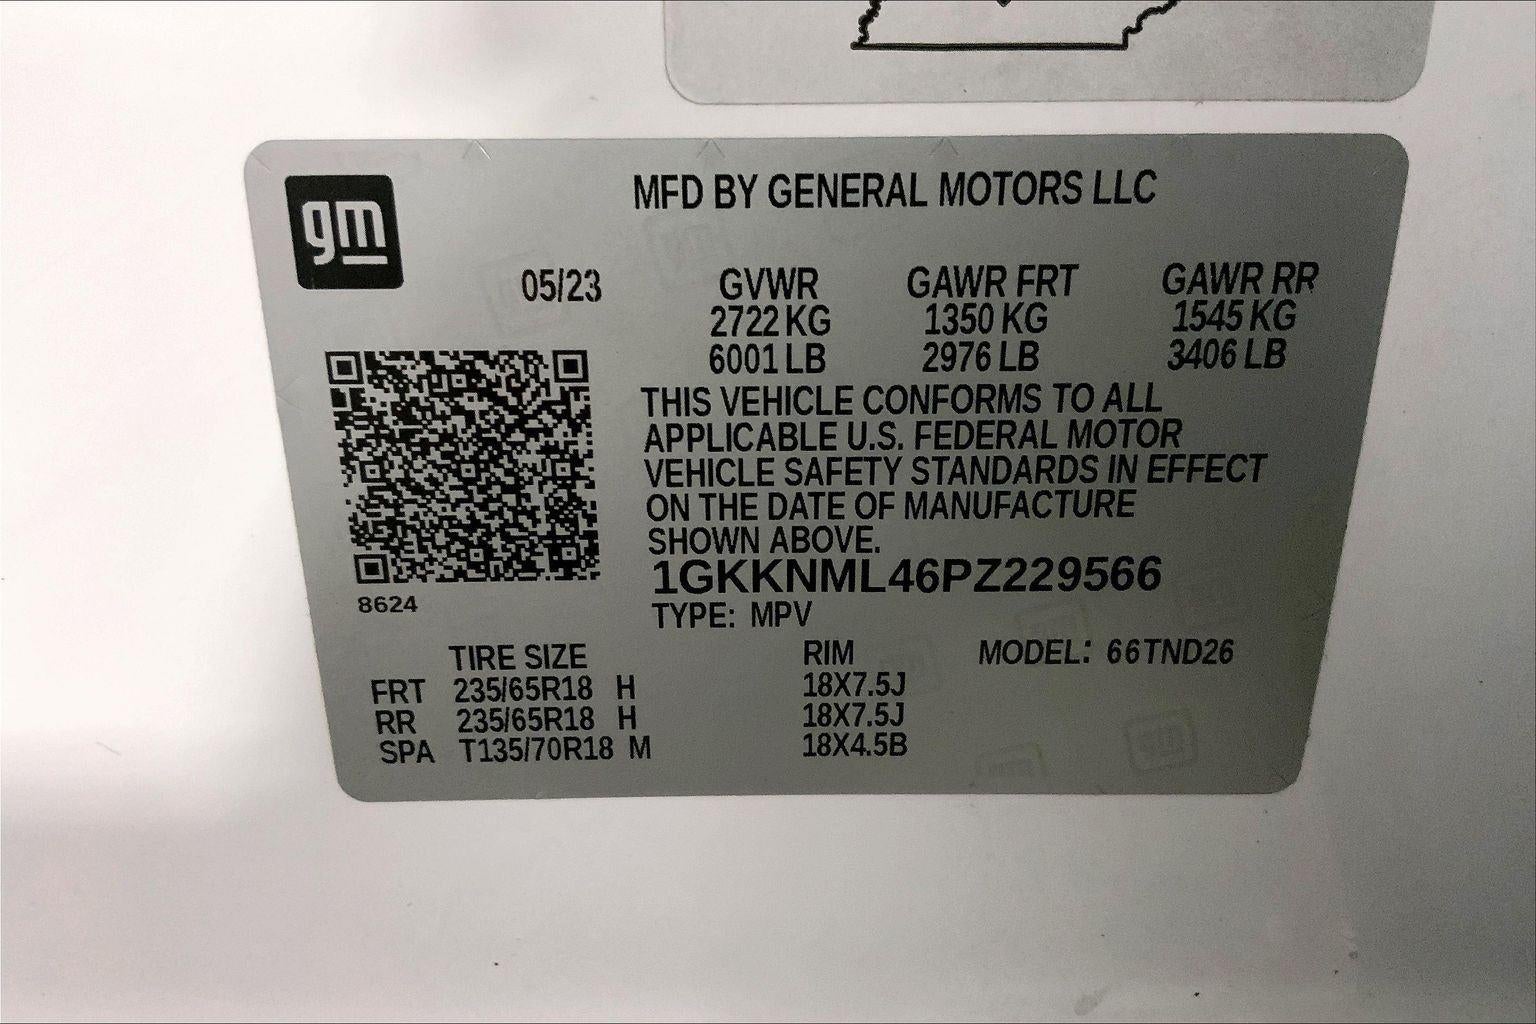 gm
MFD BY GENERAL MOTORS LLC
05/23 GVWR GAWR FRT GAWR RR
2722 KG 1350 KG 1545 KG
6001 LB 2976 LB 3406 LB
THIS VEHICLE CONFORMS TO ALL
APPLICABLE U.S. FEDERAL MOTOR
VEHICLE SAFETY STANDARDS IN EFFECT
ON THE DATE OF MANUFACTURE
SHOWN ABOVE.
1GKKNML46PZ229566
8624
TYPE: MPV
TIRE SIZE RIM MODEL: 66TND26
FRT 235/65R18 H 18X7.5J
RR 235/65R18 H 18X7.5J
SPA T135/70R18 M 18X4.5B